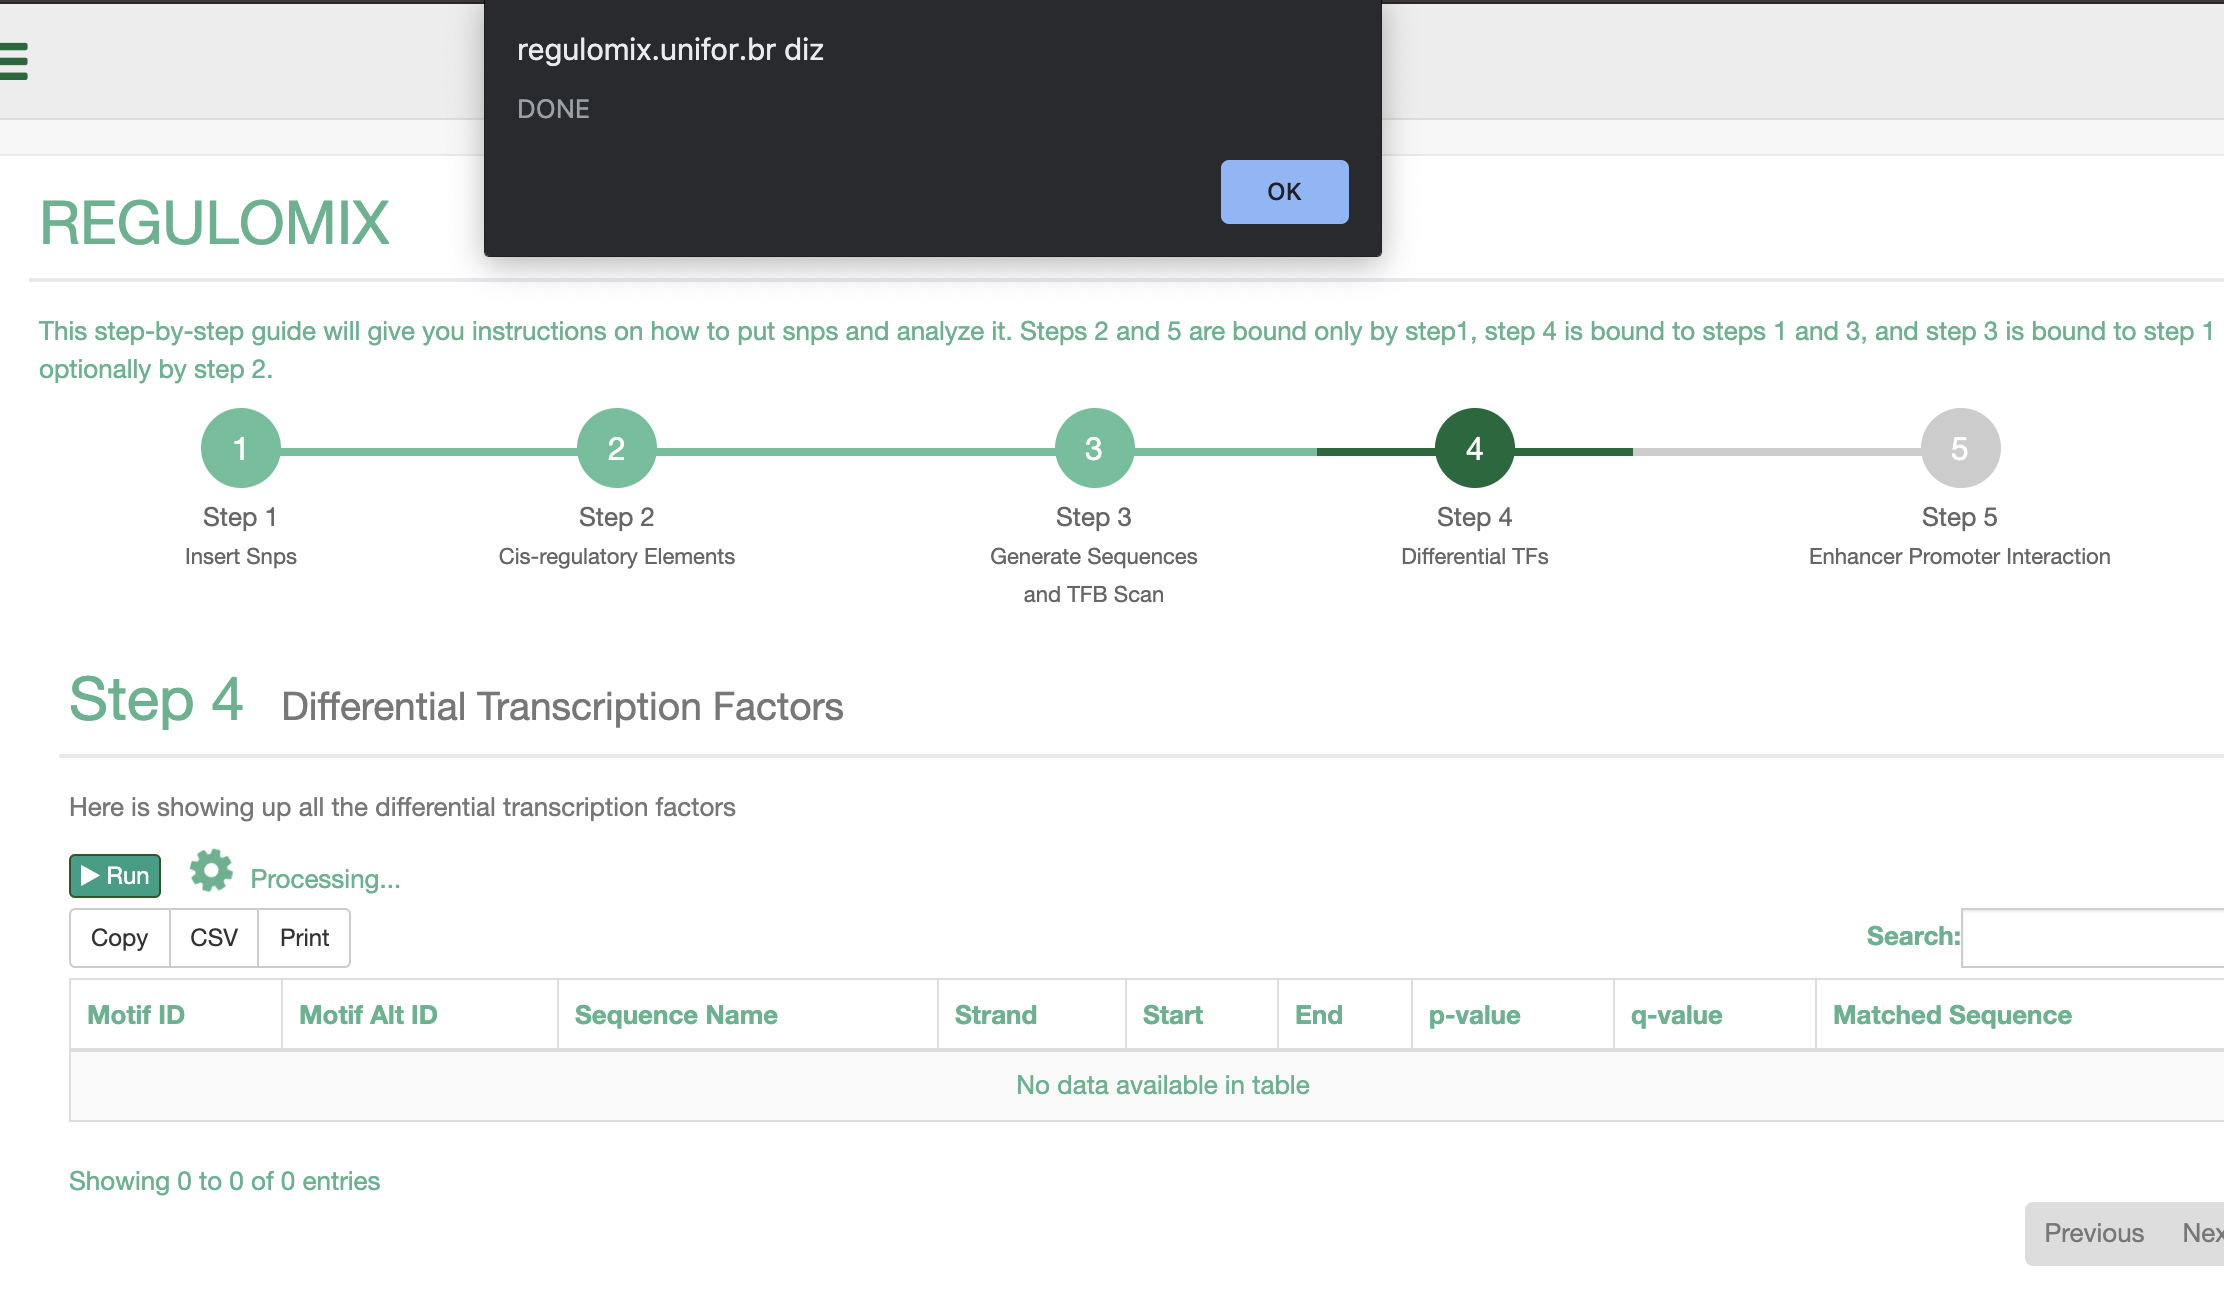 regulomix.unifor.br diz
DONE
OK
REGULOMIX
This step-by-step guide will give you instructions on how to put snps and analyze it. Steps 2 and 5 are bound only by step1, step 4 is bound to steps 1 and 3, and step 3 is bound to step 1
optionally by step 2.
1 2 3 4 5
Step 1 Step 2 Step 3 Step 4 Step 5
Insert Snps Cis-regulatory Elements Generate Sequences Differential TFs Enhancer Promoter Interaction
and TFB Scan
Step 4 Differential Transcription Factors
Here is showing up all the differential transcription factors
Run Processing...
Copy CSV Print Search:
Motif ID Motif Alt ID Sequence Name Strand Start End p-value q-value Matched Sequence
No data available in table
Showing 0 to 0 of 0 entries
Previous Nex